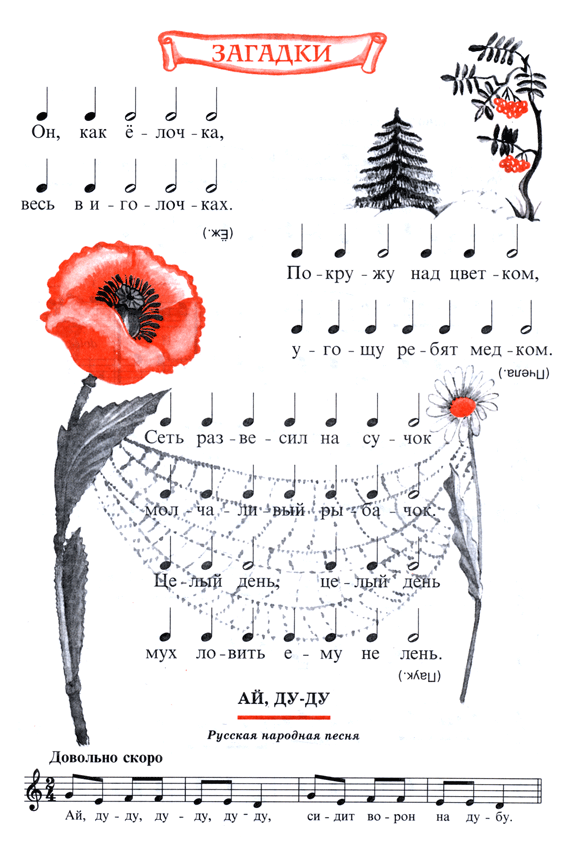 ЗАГАДКИ
Он, как ё - лоч - ка,
весь в и - го - лоч - ках.
(Ёж.)
По - кру - жу над цвет - ком,
у - го - щу ре - бят мед - ком.
(Пчела.)
Сеть раз - ве - сил на су - чок
мол - ча - ли - вый ры - ба - чок.
Це - лый день, це - лый день
мух ло - вить е - му не лень.
(Паук.)
АЙ, ДУ-ДУ
Русская народная песня
Довольно скоро
2
4
Ай, ду - ду, ду - ду, ду - ду, си - дит во - рон на ду - бу.